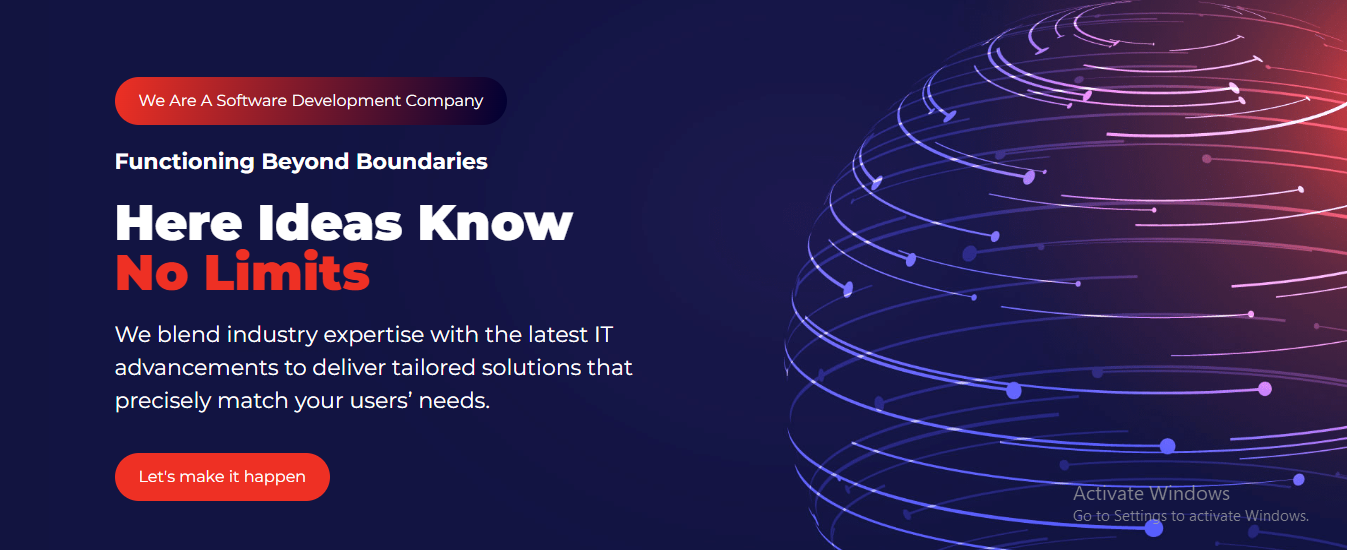 We Are A Software Development Company
Functioning Beyond Boundaries
Here Ideas Know
No Limits
We blend industry expertise with the latest IT
advancements to deliver tailored solutions that
precisely match your users’ needs.
Let's make it happen
Activate Windows
Go to Settings to activate Windows.